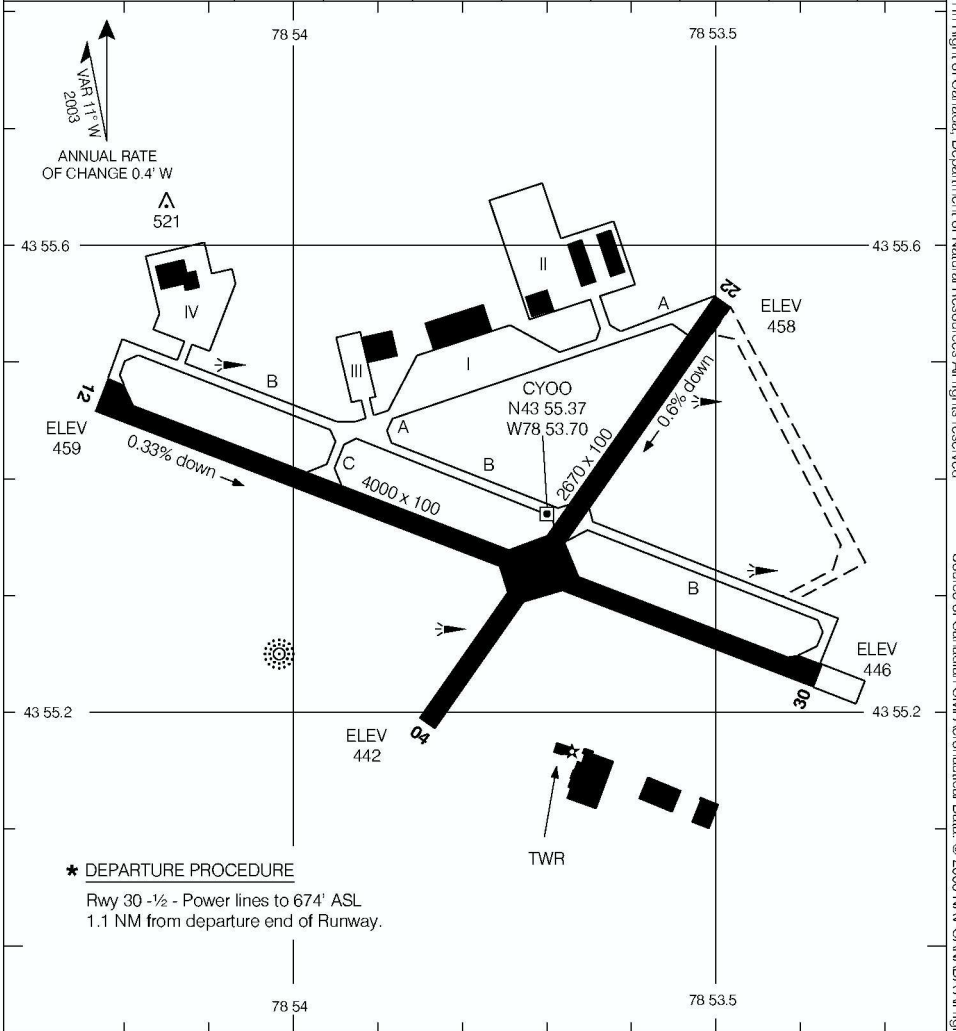 78 54
78 53.5
VAR 11° W
2003
ANNUAL RATE
OF CHANGE 0.4' W
521
43 55.6
43 55.6
II
IV
A
22
ELEV
458
I
III
B
12
ELEV
459
CYOO
N43 55.37
W78 53.70
0.6% down
A
B
C
0.33% down
4000 x 100
2670 x 100
B
ELEV
446
30
43 55.2
43 55.2
ELEV
442
04
TWR
* DEPARTURE PROCEDURE
Rwy 30 -½ - Power lines to 674' ASL
1.1 NM from departure end of Runway.
78 54
78 53.5